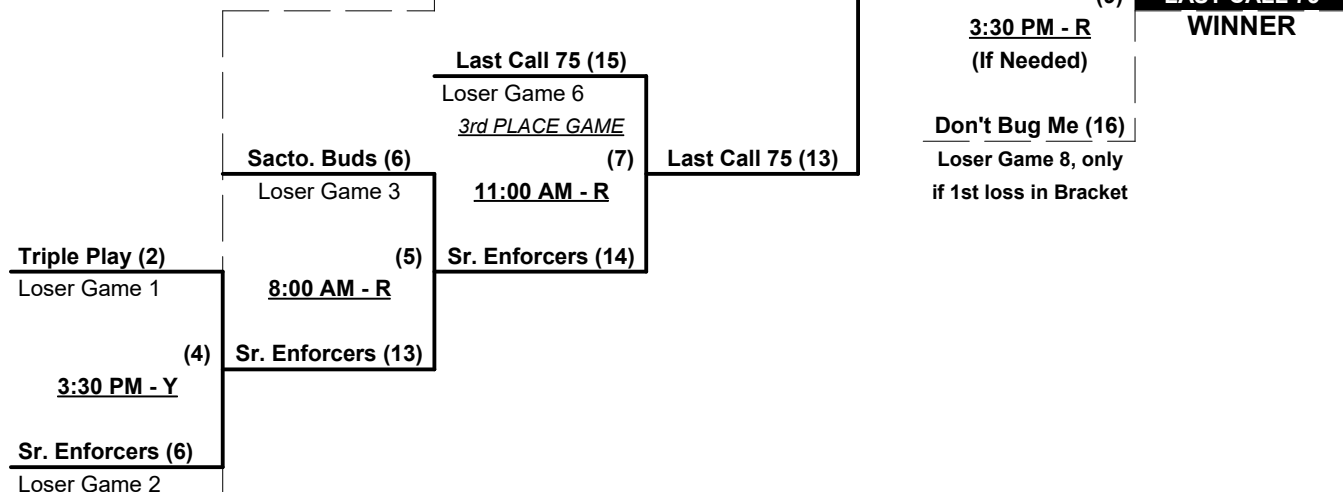 3:30 PM - R
WINNER
(If Needed)
Last Call 75 (15)
Loser Game 6
3rd PLACE GAME
Don't Bug Me (16)
Sacto. Buds (6)
(7)
Last Call 75 (13)
Loser Game 8, only
Loser Game 3
11:00 AM - R
if 1st loss in Bracket
Triple Play (2)
(5)
Sr. Enforcers (14)
Loser Game 1
8:00 AM - R
(4)
Sr. Enforcers (13)
3:30 PM - Y
Sr. Enforcers (6)
Loser Game 2